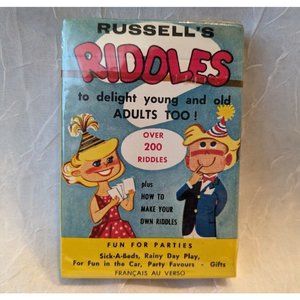 RUSSELL'S
RIDDLES
to delight young and old
ADULTS TOO !
OVER
200
RIDDLES
plus
HOW TO
MAKE YOUR
OWN RIDDLES
FUN FOR PARTIES
Sick-A-Beds, Rainy Day Play,
For Fun in the Car, Party Favours - Gifts
FRANÇAIS AU VERSO